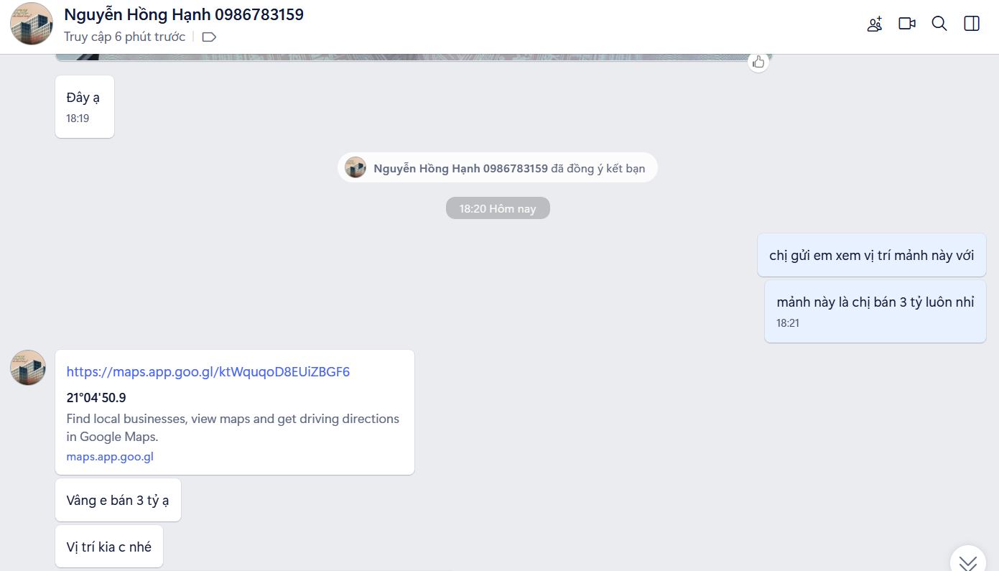 Nguyễn Hồng Hạnh 0986783159
Truy cập 6 phút trước
Đây ạ
18:19
Nguyễn Hồng Hạnh 0986783159 đã đồng ý kết bạn
18:20 Hôm nay
chị gửi em xem vị trí mảnh này với
mảnh này là chị bán 3 tỷ luôn nhỉ
18:21
https://maps.app.goo.gl/ktWquqoD8EUiZBGF6
21°04'50.9
Find local businesses, view maps and get driving directions
in Google Maps.
maps.app.goo.gl
Vâng e bán 3 tỷ ạ
Vị trí kia c nhé